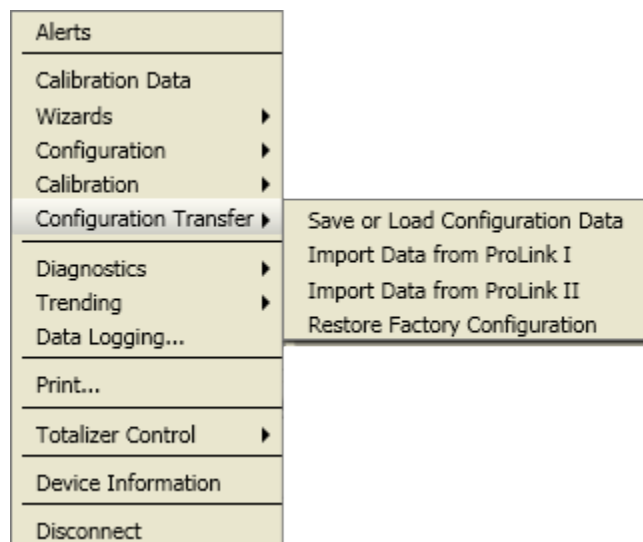 Alerts
Calibration Data
Wizards
Configuration
Calibration
Configuration Transfer
Save or Load Configuration Data
Import Data from ProLink I
Import Data from ProLink II
Restore Factory Configuration
Diagnostics
Trending
Data Logging...
Print...
Totalizer Control
Device Information
Disconnect